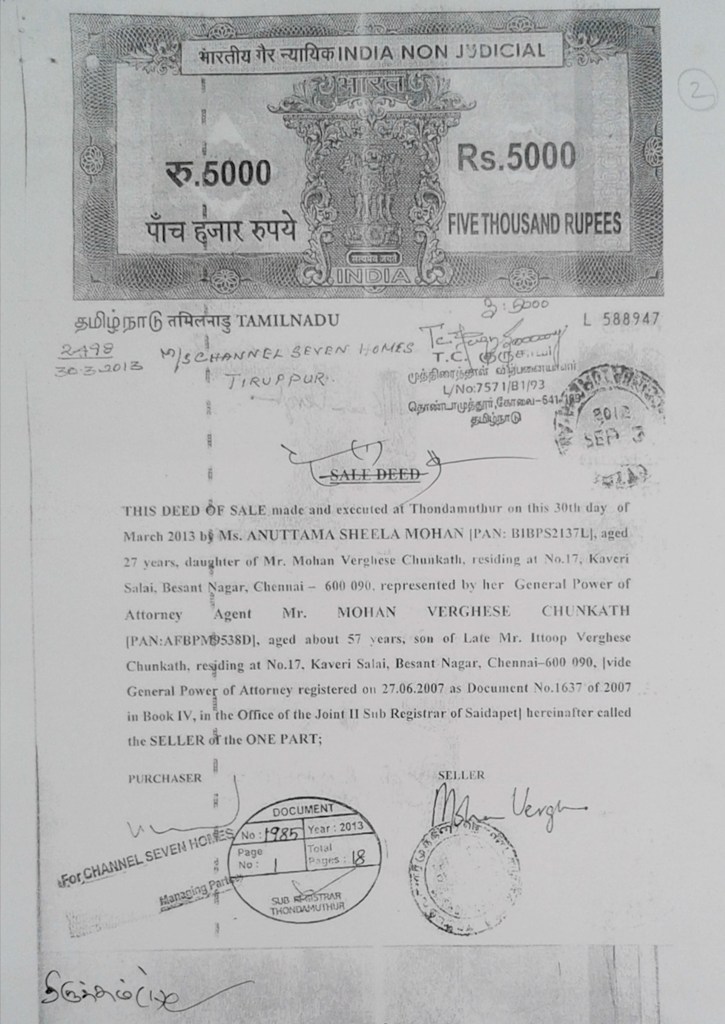 2
भारतीय गैर न्यायिक INDIA NON JUDICIAL
भारत
रु.5000 Rs.5000
पाँच हजार रुपये FIVE THOUSAND RUPEES
सत्यमेव जयते
INDIA
தமிழ்நாடு तमिलनाडु TAMILNADU
L 588947
2498
30-3-2013
M/S CHANNEL SEVEN HOMES
TIRUPPUR.
T.C.
முத்திரைத்தாள் விற்பனையாளர்
L/No:7571/B1/93
தொண்டாமுத்தூர்,கோவை-641
தமிழ்நாடு
2012
SEP 3
SALE DEED
THIS DEED OF SALE made and executed at Thondamuthur on this 30th day of
March 2013 by Ms. ANUTTAMA SHEELA MOHAN [PAN: BIBPS2137L], aged
27 years, daughter of Mr. Mohan Verghese Chunkath, residing at No.17, Kaveri
Salai, Besant Nagar, Chennai – 600 090, represented by her General Power of
Attorney Agent Mr. MOHAN VERGHESE CHUNKATH
[PAN:AFBPM9538D], aged about 57 years, son of Late Mr. Ittoop Verghese
Chunkath, residing at No.17, Kaveri Salai, Besant Nagar, Chennai–600 090, [vide
General Power of Attorney registered on 27.06.2007 as Document No.1637 of 2007
in Book IV, in the Office of the Joint II Sub Registrar of Saidapet] hereinafter called
the SELLER of the ONE PART;
PURCHASER SELLER
For CHANNEL SEVEN HOMES
Managing Partner
DOCUMENT
No : 1985 Year : 2013
Page No : 1 Total Pages : 18
SUB REGISTRAR
THONDAMUTHUR
Mohan Vergh